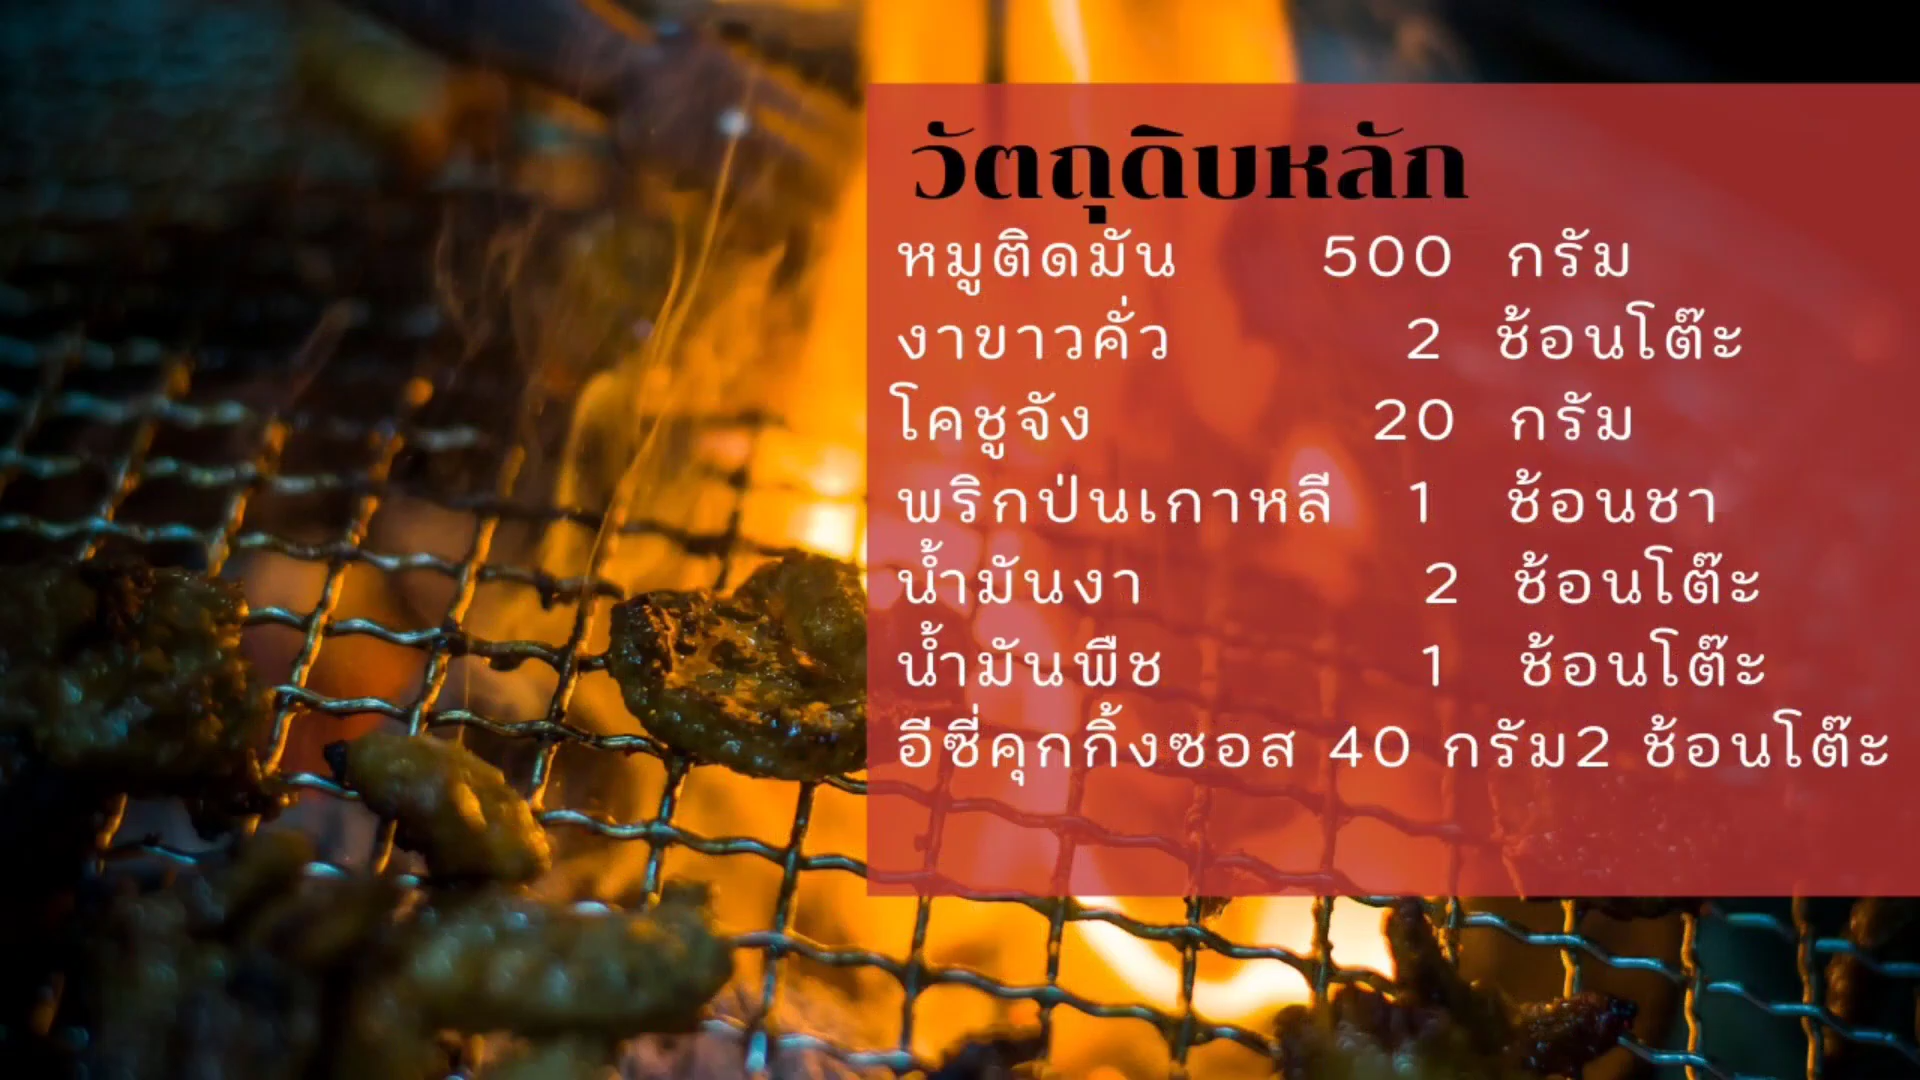 วัตถุดิบหลัก
หมูติดมัน 500 กรัม
งาขาวคั่ว 2 ช้อนโต๊ะ
โคชูจัง 20 กรัม
พริกป่นเกาหลี 1 ช้อนชา
น้ำมันงา 2 ช้อนโต๊ะ
น้ำมันพืช 1 ช้อนโต๊ะ
อีซี่คุกกิ้งซอส 40 กรัม2 ช้อนโต๊ะ